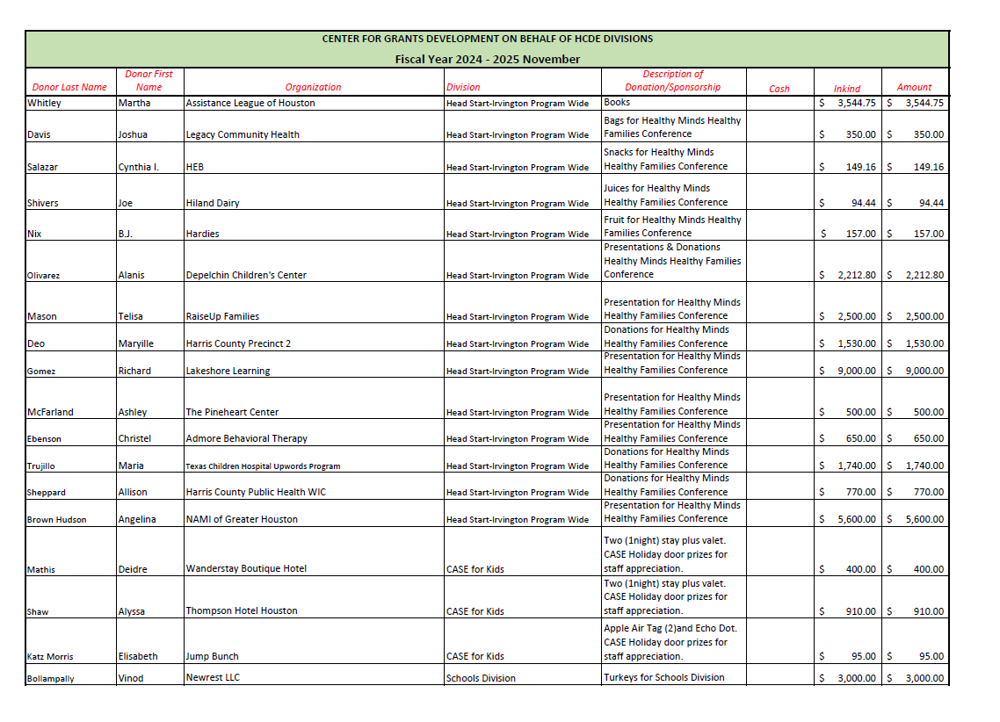 CENTER FOR GRANTS DEVELOPMENT ON BEHALF OF HCDE DIVISIONS
Fiscal Year 2024 - 2025 November
Donor Last Name Donor First Name Organization Division Description of Donation/Sponsorship Cash Inkind Amount
Whitley Martha Assistance League of Houston Head Start-Irvington Program Wide Books $ 3,544.75 $ 3,544.75
Bags for Healthy Minds Healthy
Davis Joshua Legacy Community Health Head Start-Irvington Program Wide Families Conference $ 350.00 $ 350.00
Snacks for Healthy Minds
Salazar Cynthia I. HEB Head Start-Irvington Program Wide Healthy Families Conference $ 149.16 $ 149.16
Juices for Healthy Minds
Shivers Joe Hiland Dairy Head Start-Irvington Program Wide Healthy Families Conference $ 94.44 $ 94.44
Fruit for Healthy Minds Healthy
Nix B.J. Hardies Head Start-Irvington Program Wide Families Conference $ 157.00 $ 157.00
Presentations & Donations
Healthy Minds Healthy Families
Olivarez Alanis Depelchin Children's Center Head Start-Irvington Program Wide Conference $ 2,212.80 $ 2,212.80
Presentation for Healthy Minds
Mason Telisa RaiseUp Families Head Start-Irvington Program Wide Healthy Families Conference $ 2,500.00 $ 2,500.00
Donations for Healthy Minds
Deo Maryille Harris County Precinct 2 Head Start-Irvington Program Wide Healthy Families Conference $ 1,530.00 $ 1,530.00
Presentation for Healthy Minds
Gomez Richard Lakeshore Learning Head Start-Irvington Program Wide Healthy Families Conference $ 9,000.00 $ 9,000.00
Presentation for Healthy Minds
McFarland Ashley The Pineheart Center Head Start-Irvington Program Wide Healthy Families Conference $ 500.00 $ 500.00
Presentation for Healthy Minds
Ebenson Christel Admore Behavioral Therapy Head Start-Irvington Program Wide Healthy Families Conference $ 650.00 $ 650.00
Donations for Healthy Minds
Trujillo Maria Texas Children Hospital Upwords Program Head Start-Irvington Program Wide Healthy Families Conference $ 1,740.00 $ 1,740.00
Donations for Healthy Minds
Sheppard Allison Harris County Public Health WIC Head Start-Irvington Program Wide Healthy Families Conference $ 770.00 $ 770.00
Presentation for Healthy Minds
Brown Hudson Angelina NAMI of Greater Houston Head Start-Irvington Program Wide Healthy Families Conference $ 5,600.00 $ 5,600.00
Two (1night) stay plus valet.
CASE Holiday door prizes for
Mathis Deidre Wanderstay Boutique Hotel CASE for Kids staff appreciation. $ 400.00 $ 400.00
Two (1night) stay plus valet.
CASE Holiday door prizes for
Shaw Alyssa Thompson Hotel Houston CASE for Kids staff appreciation. $ 910.00 $ 910.00
Apple Air Tag (2)and Echo Dot.
CASE Holiday door prizes for
Katz Morris Elisabeth Jump Bunch CASE for Kids staff appreciation. $ 95.00 $ 95.00
Bollampally Vinod Newrest LLC Schools Division Turkeys for Schools Division $ 3,000.00 $ 3,000.00